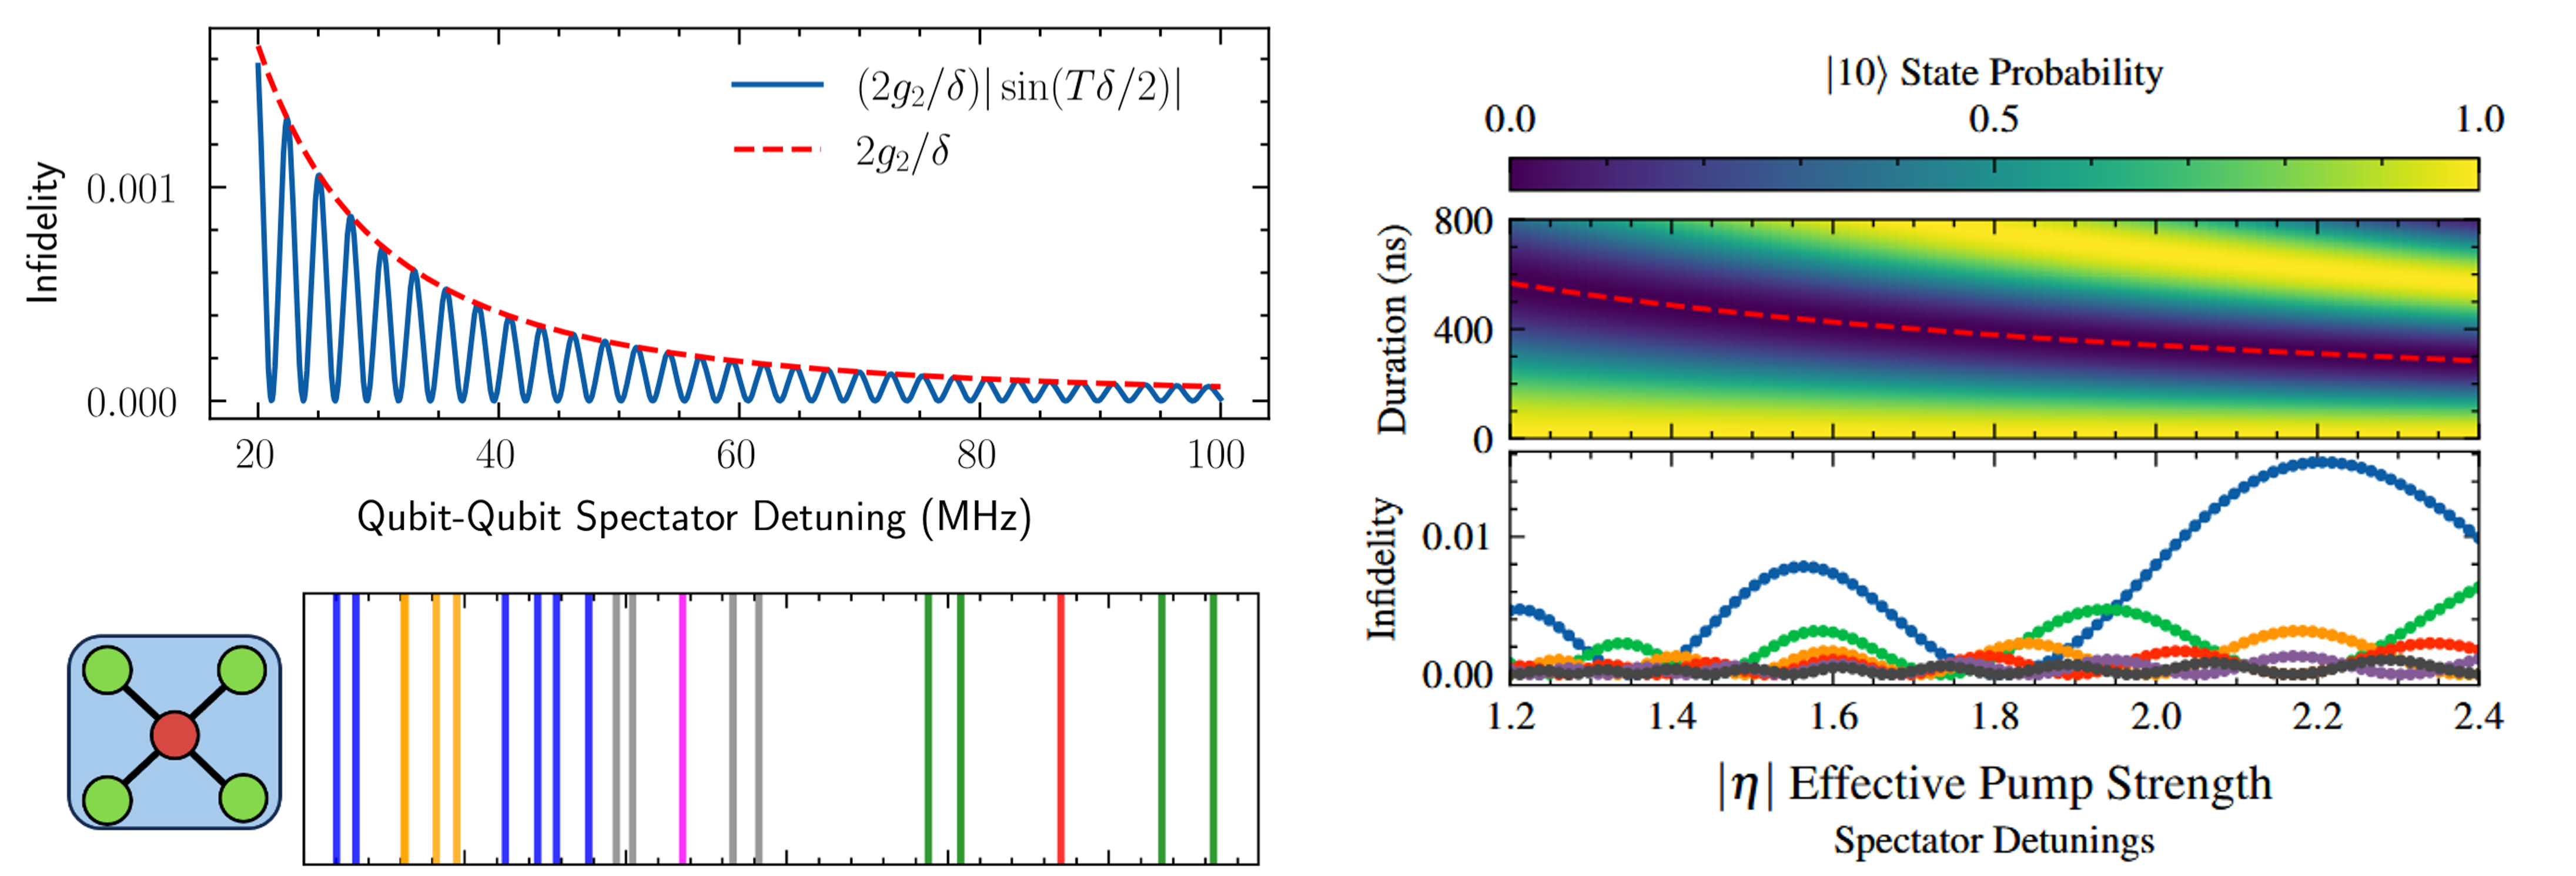 (2g₂/δ)|sin(Tδ/2)|
2g₂/δ
Infidelity
0.001
0.000
20 40 60 80 100
Qubit-Qubit Spectator Detuning (MHz)
|10⟩ State Probability
0.0 0.5 1.0
Duration (ns)
800
400
0
Infidelity
0.01
0.00
1.2 1.4 1.6 1.8 2.0 2.2 2.4
|η| Effective Pump Strength
Spectator Detunings